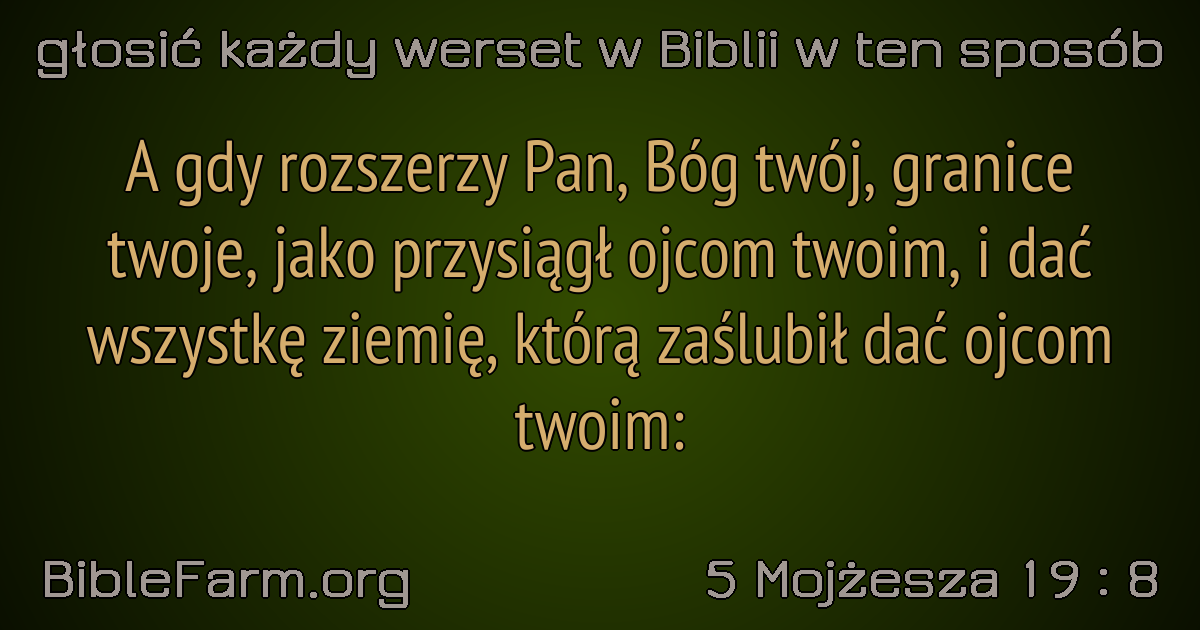 głosić każdy werset w Biblii w ten sposób
A gdy rozszerzy Pan, Bóg twój, granice
twoje, jako przysiągł ojcom twoim, i dać
wszystkę ziemię, którą zaślubił dać ojcom
twoim:
BibleFarm.org
5 Mojżesza 19 : 8